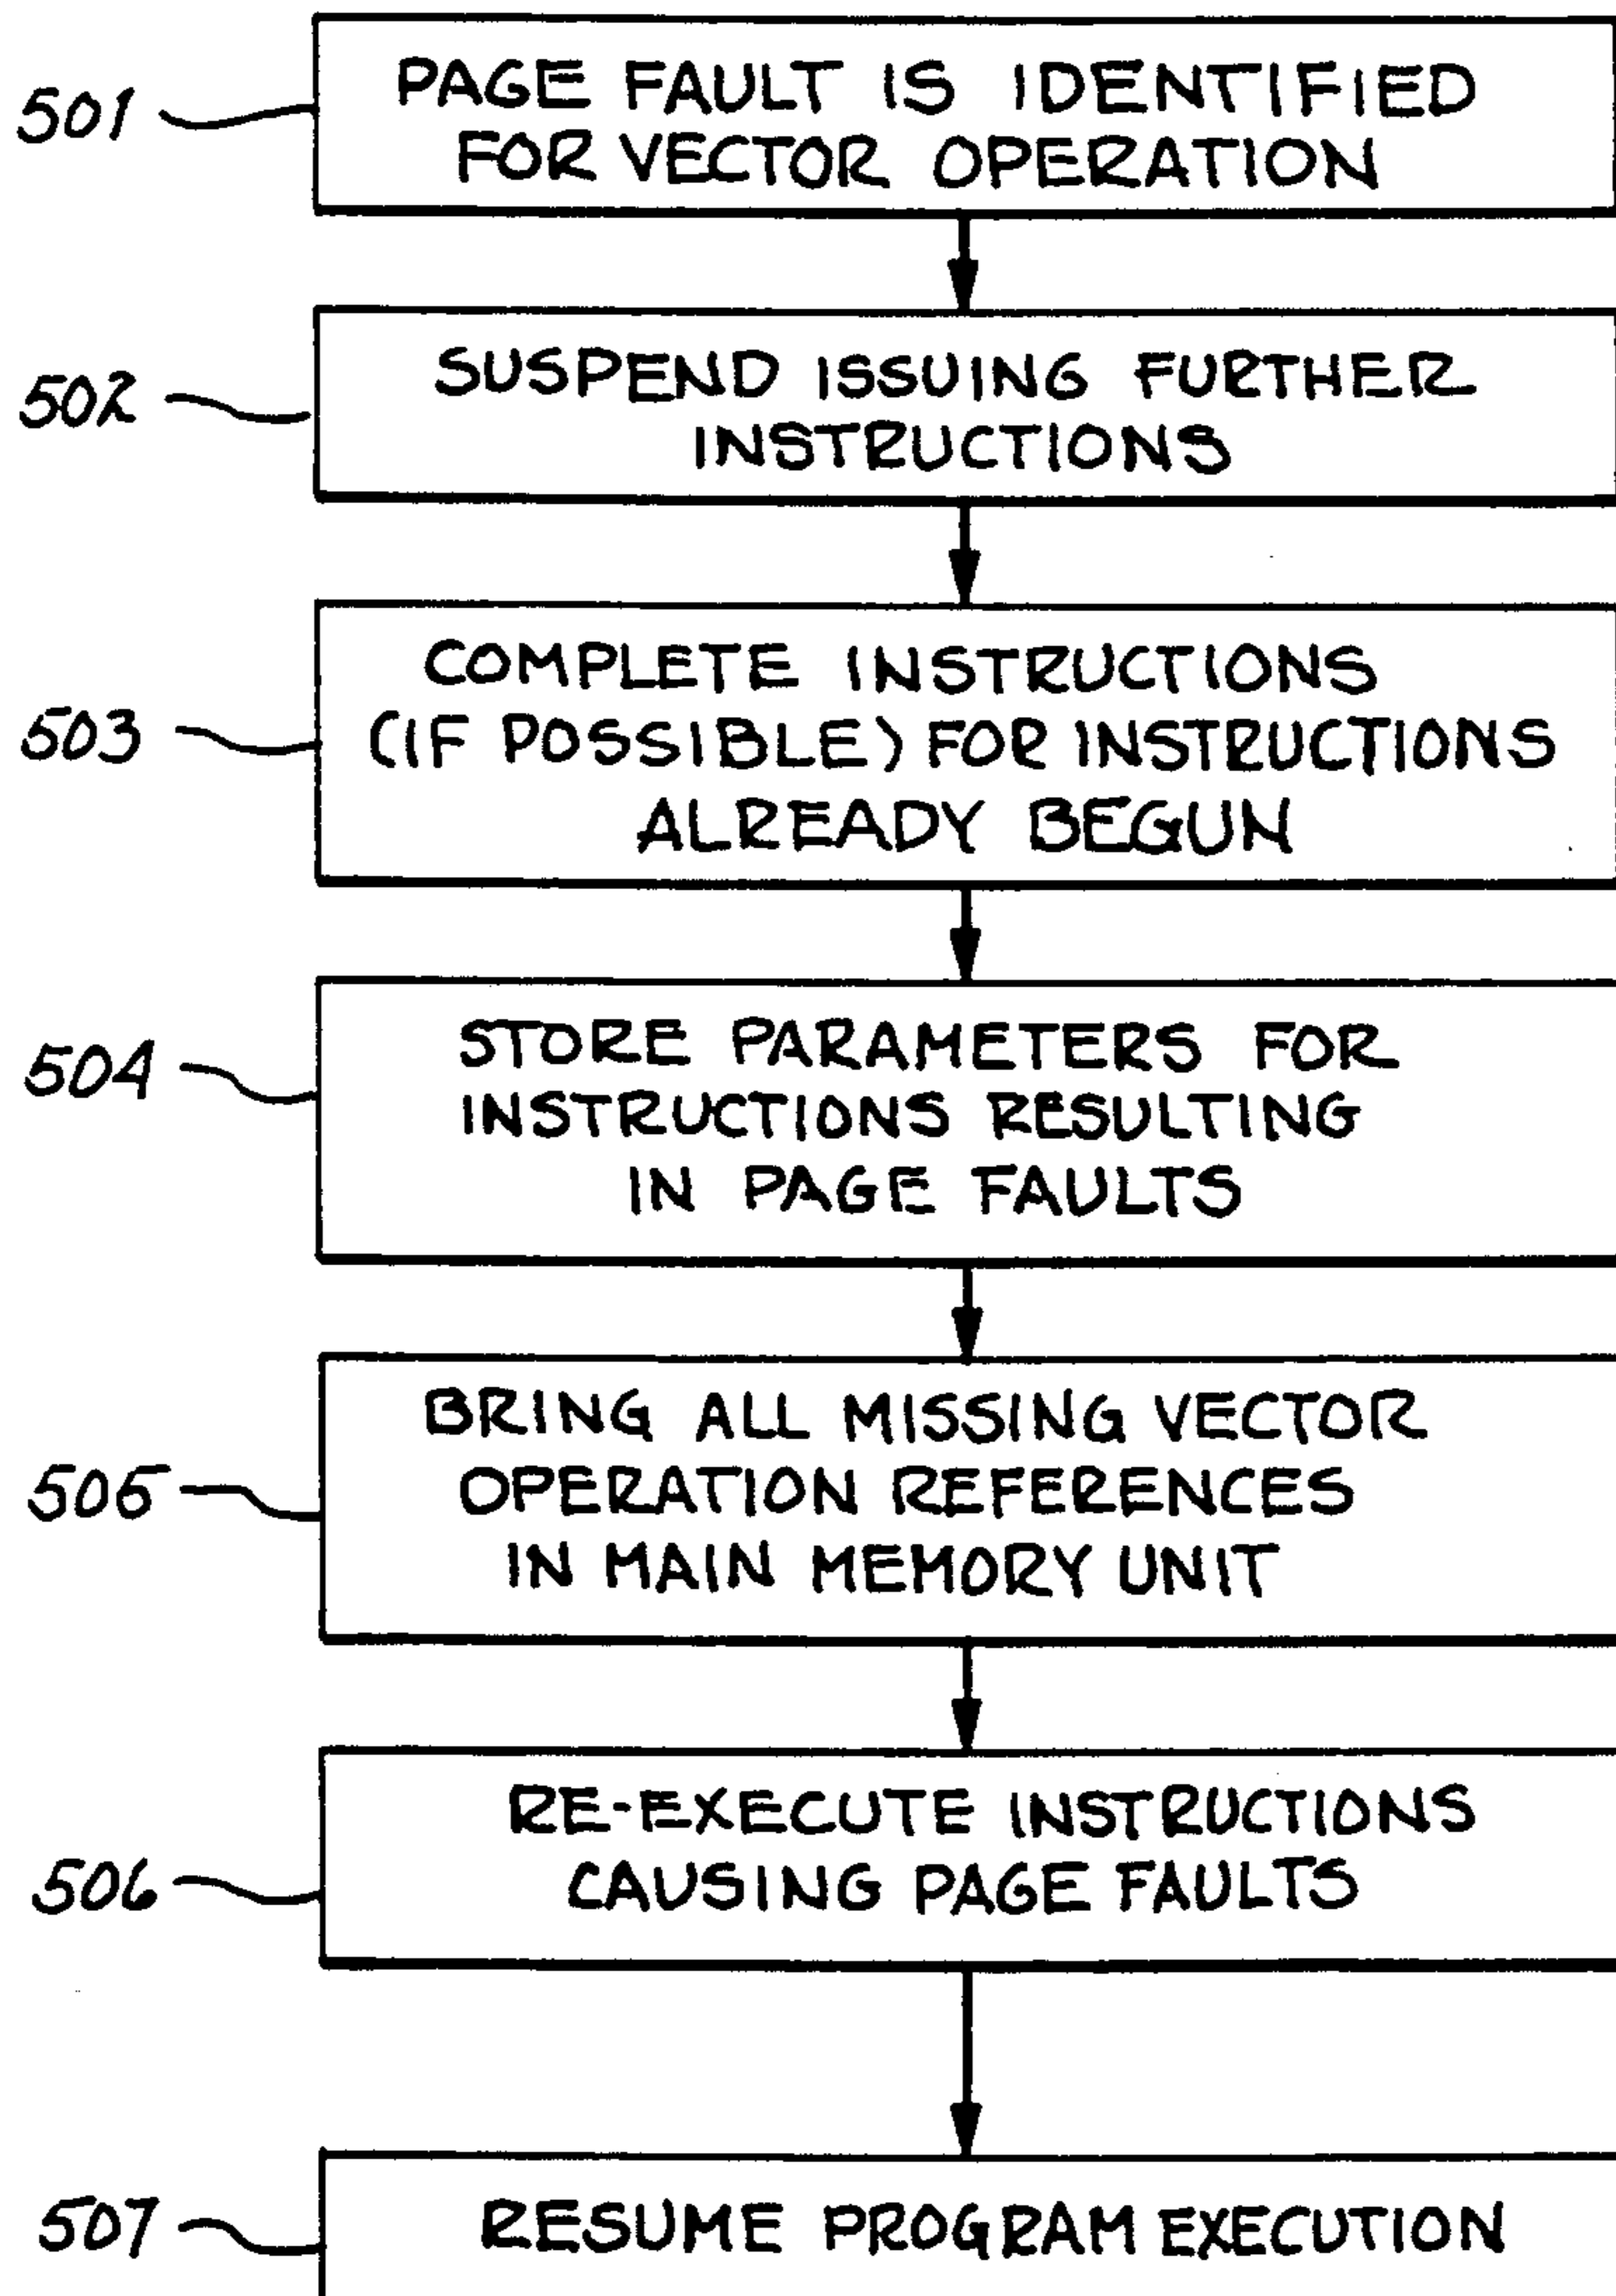 501
PAGE FAULT IS IDENTIFIED
FOR VECTOR OPERATION
502
SUSPEND ISSUING FURTHER
INSTRUCTIONS
503
COMPLETE INSTRUCTIONS
(IF POSSIBLE) FOR INSTRUCTIONS
ALREADY BEGUN
504
STORE PARAMETERS FOR
INSTRUCTIONS RESULTING
IN PAGE FAULTS
505
BRING ALL MISSING VECTOR
OPERATION REFERENCES
IN MAIN MEMORY UNIT
506
RE-EXECUTE INSTRUCTIONS
CAUSING PAGE FAULTS
507
RESUME PROGRAM EXECUTION